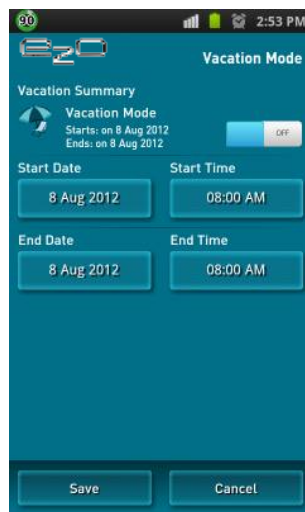 90 2:53 PM
EzO Vacation Mode
Vacation Summary
Vacation Mode
Starts: on 8 Aug 2012
Ends: on 8 Aug 2012
OFF
Start Date Start Time
8 Aug 2012 08:00 AM
End Date End Time
8 Aug 2012 08:00 AM
Save Cancel